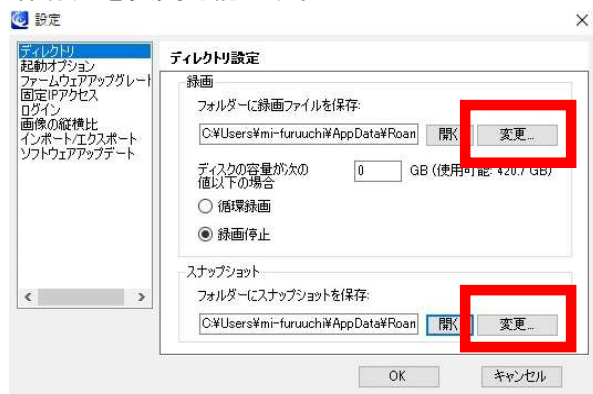 設定
ディレクトリ
起動オプション
ファームウェアアップグレート
固定IPアクセス
ログイン
画像の縦横比
インポート/エクスポート
ソフトウェアアップデート
ディレクトリ設定
録画
フォルダーに録画ファイルを保存:
C:¥Users¥mi-furuuchi¥AppData¥Roan 開く 変更...
ディスクの容量が次の
値以下の場合
0 GB (使用可能: 420.7 GB)
循環録画
録画停止
スナップショット
フォルダーにスナップショットを保存:
C:¥Users¥mi-furuuchi¥AppData¥Roan 開く 変更...
OK キャンセル